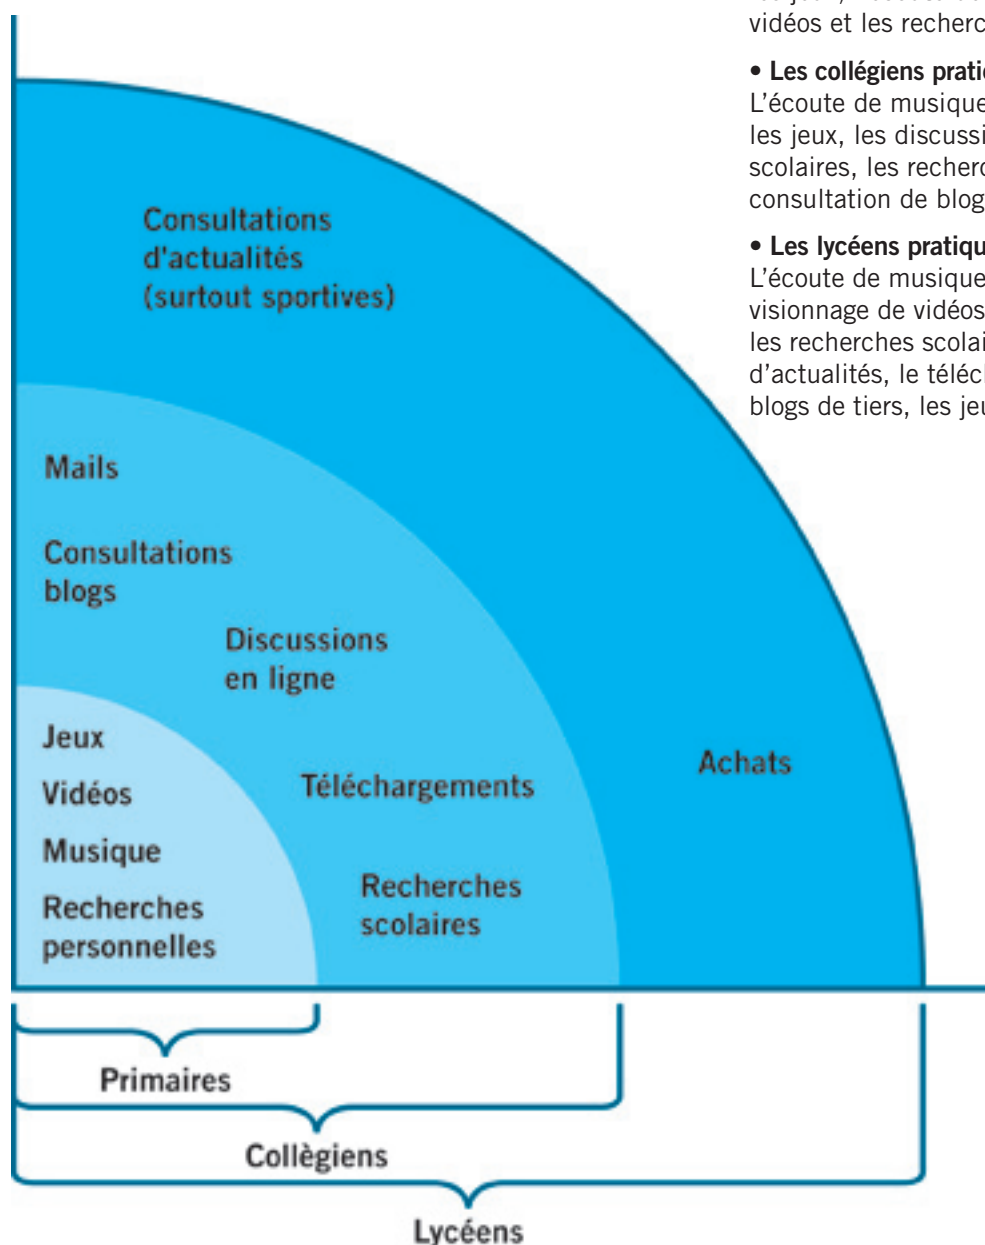 vidéos et les recherc
• Les collégiens prati
L'écoute de musique
les jeux, les discussi
scolaires, les recherc
consultation de blog
• Les lycéens pratiqu
L'écoute de musique
visionnage de vidéos
les recherches scolai
d'actualités, le téléc
blogs de tiers, les jeu
Consultations
d'actualités
(surtout sportives)
Mails
Consultations
blogs
Discussions
en ligne
Jeux
Vidéos
Musique
Recherches
personnelles
Téléchargements
Recherches
scolaires
Achats
Primaires
Collègiens
Lycéens